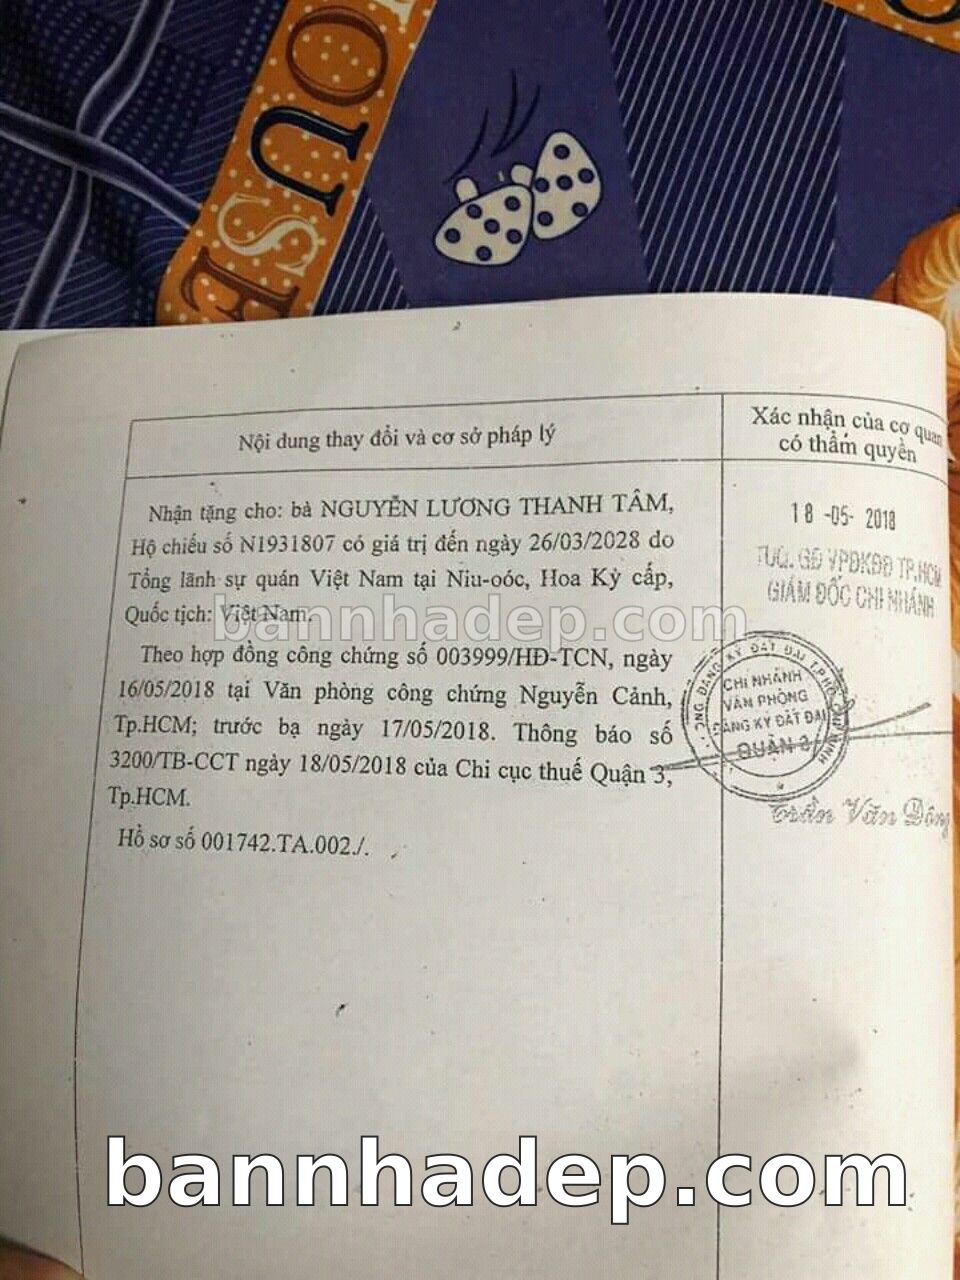 HOUSE
Nội dung thay đổi và cơ sở pháp lý
Xác nhận của cơ quan
có thẩm quyền
Nhận tặng cho: bà NGUYỄN LƯƠNG THANH TÂM,
Hộ chiếu số N1931807 có giá trị đến ngày 26/03/2028 do
Tổng lãnh sự quán Việt Nam tại Niu-oóc, Hoa Kỳ cấp,
Quốc tịch: Việt Nam.
bannhadep.com
Theo hợp đồng công chứng số 003999/HĐ-TCN, ngày
16/05/2018 tại Văn phòng công chứng Nguyễn Cảnh,
Tp.HCM; trước bạ ngày 17/05/2018. Thông báo số
3200/TB-CCT ngày 18/05/2018 của Chi cục thuế Quận 3,
Tp.HCM.
Hồ sơ số 001742.TA.002./.
18 -05- 2018
TUQ. GĐ VPĐKĐĐ TP.HCM
GIÁM ĐỐC CHI NHÁNH
CHI NHÁNH
VĂN PHÒNG
ĐĂNG KÝ ĐẤT ĐAI
QUẬN 3
Trần Văn Đông
bannhadep.com